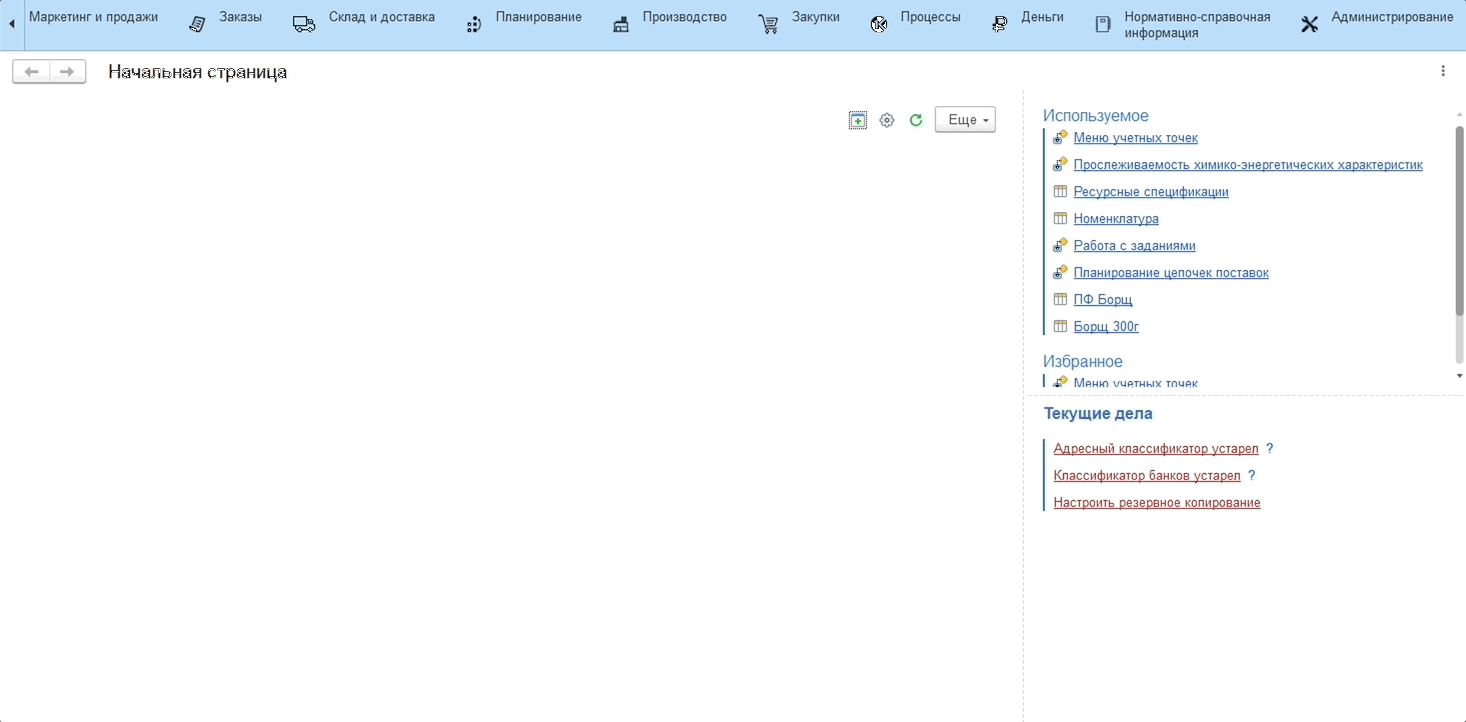 Маркетинг и продажи
Заказы
Склад и доставка
Планирование
Производство
Закупки
Процессы
Деньги
Нормативно-справочная
информация
Администрирование
Начальная страница
Еще
Используемое
Меню учетных точек
Прослеживаемость химико-энергетических характеристик
Ресурсные спецификации
Номенклатура
Работа с заданиями
Планирование цепочек поставок
ПФ Борщ
Борщ 300г
Избранное
Меню учетных точек
Текущие дела
Адресный классификатор устарел ?
Классификатор банков устарел ?
Настроить резервное копирование